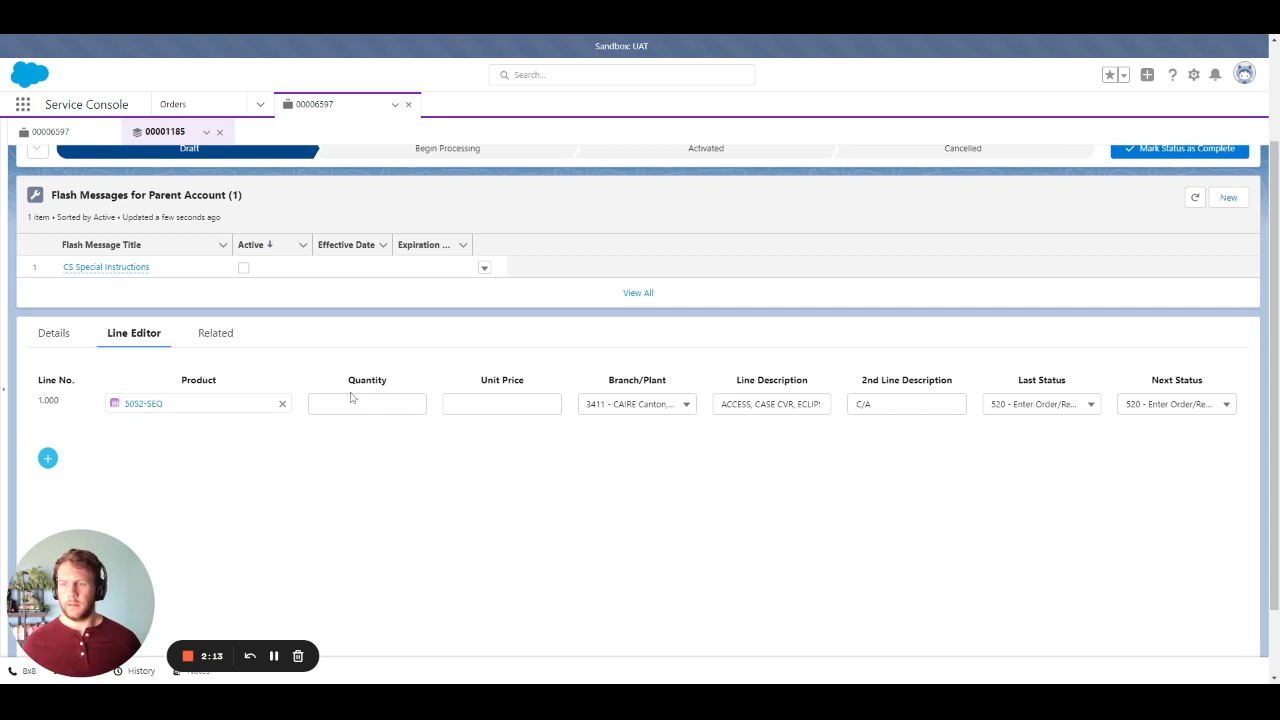 Sandbox: UAT
Search...
Service Console
Orders
00006597
00006597
00001185
Draft
Begin Processing
Activated
Cancelled
Mark Status as Complete
Flash Messages for Parent Account (1)
1 item • Sorted by Active • Updated a few seconds ago
New
Flash Message Title
Active
Effective Date
Expiration ...
1
CS Special Instructions
View All
Details
Line Editor
Related
Line No.
Product
Quantity
Unit Price
Branch/Plant
Line Description
2nd Line Description
Last Status
Next Status
1.000
5052-SEQ
3411 - CAIRE Canton,...
ACCESS, CASE CVR, ECLIP
C/A
520 - Enter Order/Re...
520 - Enter Order/Re...
2:13
8x8
History
Notes